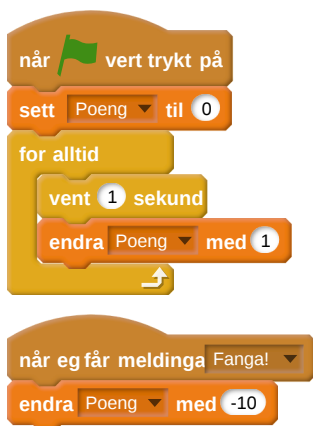 når vert trykt på
sett Poeng til 0
for alltid
vent 1 sekund
endra Poeng med 1
når eg får meldinga Fanga!
endra Poeng med -10